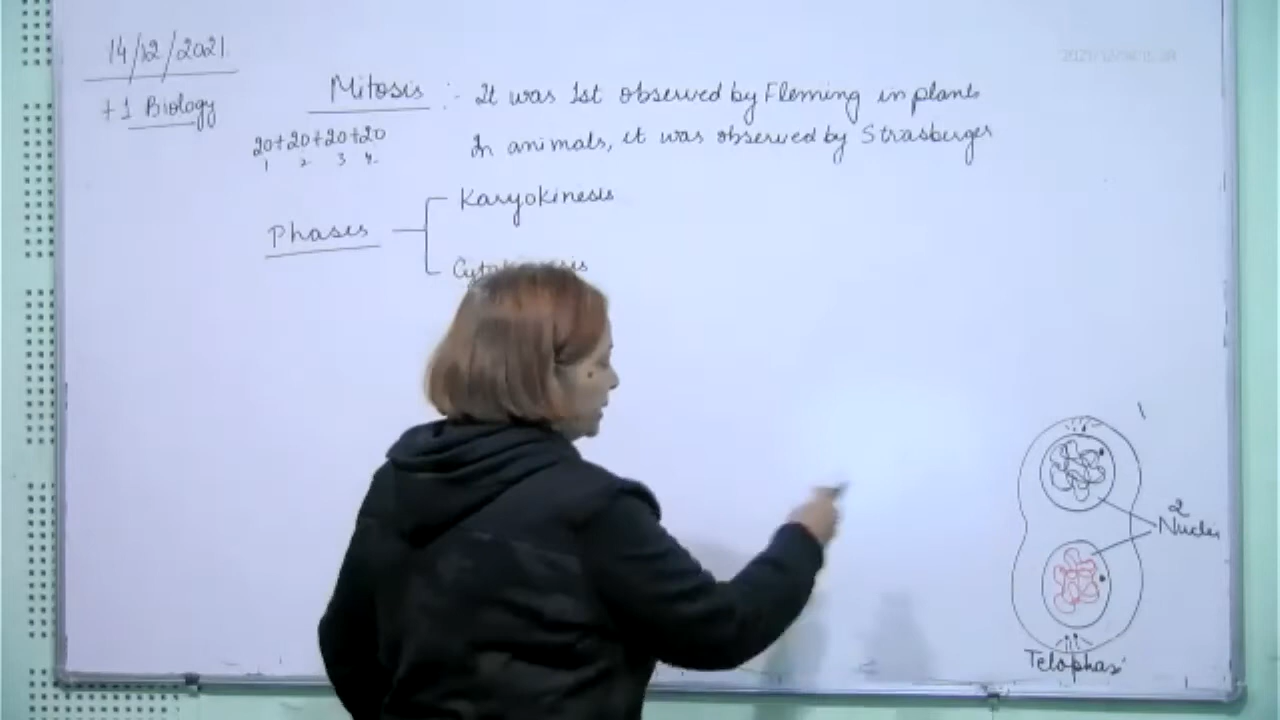 14/12/2021
+1 Biology
Mitosis :- It was 1st observed by Fleming in plants
20+20+20+20
1 2 3 4
In animals, it was observed by Strasberger
Phases
Karyokinesis
2
Nuclei
Telophase